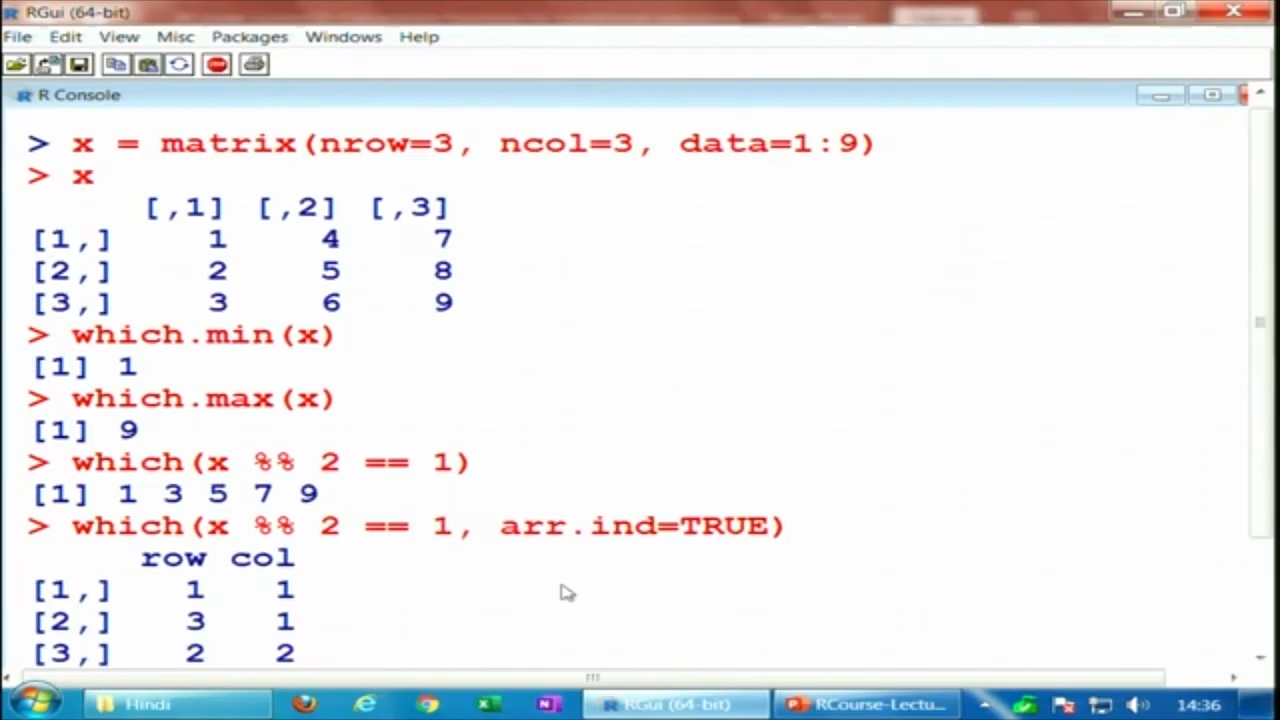 RGui (64-bit)
File Edit View Misc Packages Windows Help
R Console
> x = matrix(nrow=3, ncol=3, data=1:9)
> x
[,1] [,2] [,3]
[1,] 1 4 7
[2,] 2 5 8
[3,] 3 6 9
> which.min(x)
[1] 1
> which.max(x)
[1] 9
> which(x %% 2 == 1)
[1] 1 3 5 7 9
> which(x %% 2 == 1, arr.ind=TRUE)
row col
[1,] 1 1
[2,] 3 1
[3,] 2 2
Hindi RGui (64-bit) RCourse-Lectu... 14:36